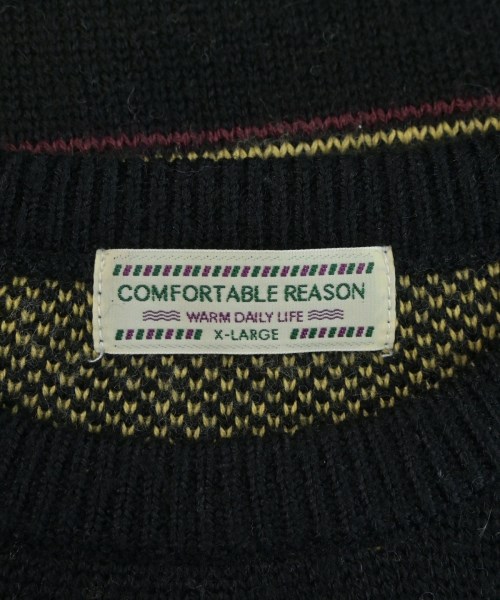 COMFORTABLE REASON
WARM DAILY LIFE
X-LARGE